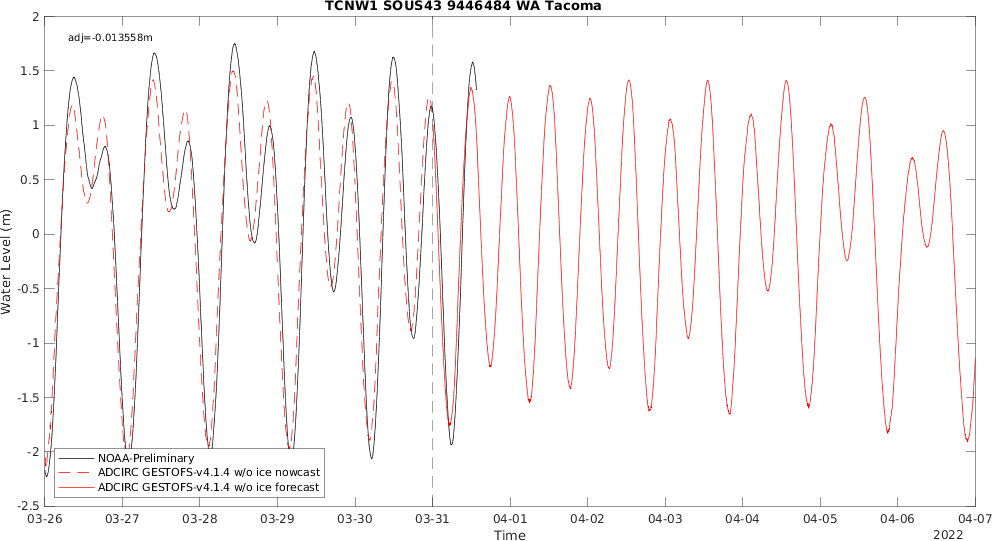 TCNW1 SOUS43 9446484 WA Tacoma
adj=-0.013558m
2
1.5
1
0.5
0
-0.5
-1
-1.5
-2
-2.5
Water Level (m)
NOAA-Preliminary
ADCIRC GESTOFS-v4.1.4 w/o ice nowcast
ADCIRC GESTOFS-v4.1.4 w/o ice forecast
03-26 03-27 03-28 03-29 03-30 03-31 04-01 04-02 04-03 04-04 04-05 04-06 04-07
Time
2022